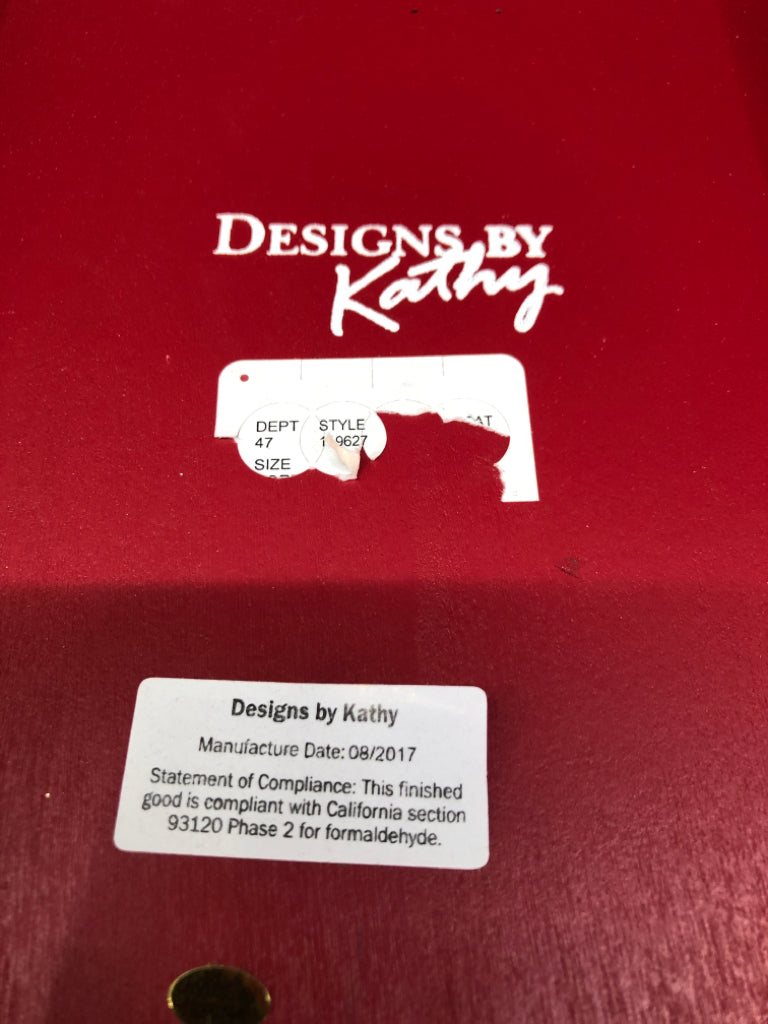 DESIGNS BY
Kathy
DEPT STYLE
47
SIZE
Designs by Kathy
Manufacture Date: 08/2017
Statement of Compliance: This finished
good is compliant with California section
93120 Phase 2 for formaldehyde.